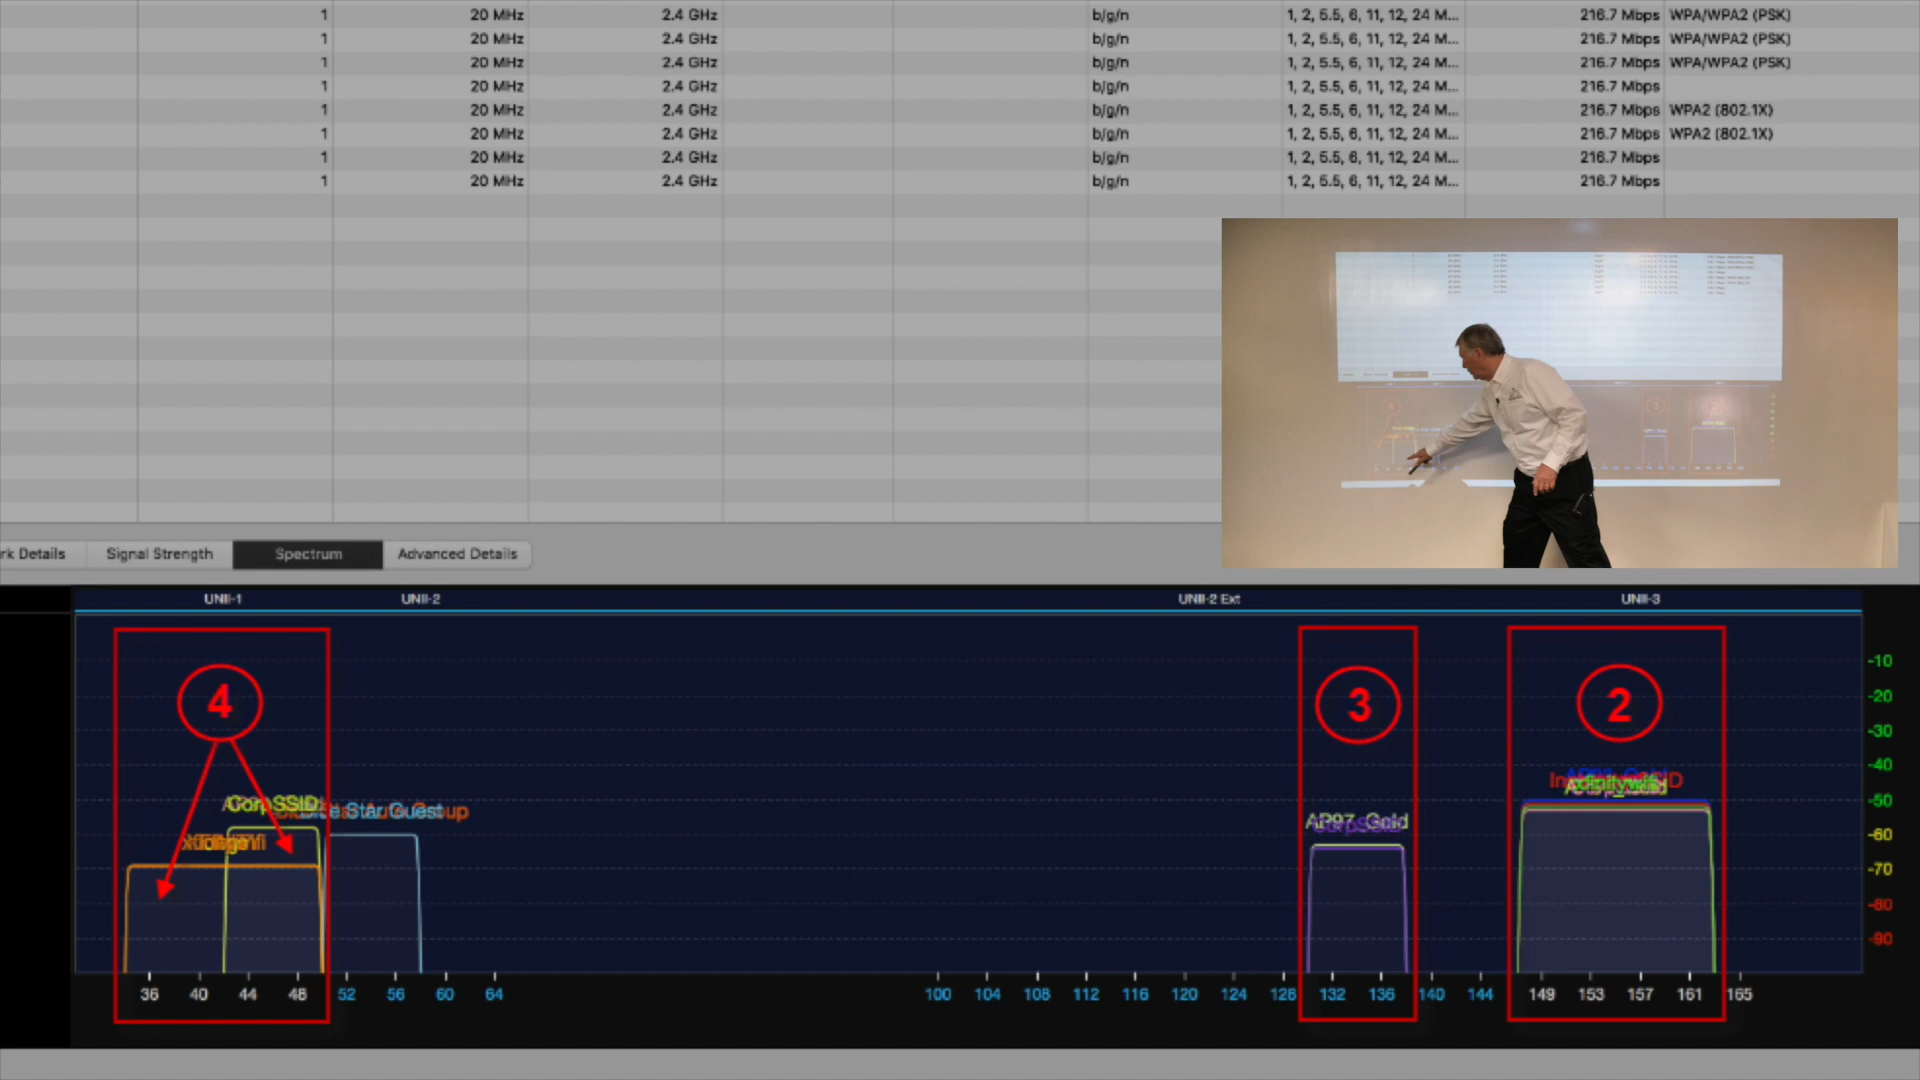 1 20 MHz 2.4 GHz b/g/n 1, 2, 5.5, 6, 11, 12, 24 M... 216.7 Mbps WPA/WPA2 (PSK)
1 20 MHz 2.4 GHz b/g/n 1, 2, 5.5, 6, 11, 12, 24 M... 216.7 Mbps WPA/WPA2 (PSK)
1 20 MHz 2.4 GHz b/g/n 1, 2, 5.5, 6, 11, 12, 24 M... 216.7 Mbps WPA/WPA2 (PSK)
1 20 MHz 2.4 GHz b/g/n 1, 2, 5.5, 6, 11, 12, 24 M... 216.7 Mbps
1 20 MHz 2.4 GHz b/g/n 1, 2, 5.5, 6, 11, 12, 24 M... 216.7 Mbps WPA2 (802.1X)
1 20 MHz 2.4 GHz b/g/n 1, 2, 5.5, 6, 11, 12, 24 M... 216.7 Mbps WPA2 (802.1X)
1 20 MHz 2.4 GHz b/g/n 1, 2, 5.5, 6, 11, 12, 24 M... 216.7 Mbps
1 20 MHz 2.4 GHz b/g/n 1, 2, 5.5, 6, 11, 12, 24 M... 216.7 Mbps
rk Details Signal Strength Spectrum Advanced Details
UNII-1 UNII-2 UNII-2 Ext UNII-3
4 3 2
-10
-20
-30
-40
-50
-60
-70
-80
-90
CorpSSID Star Guest
AP97_Gold
36 40 44 48 52 56 60 64 100 104 108 112 116 120 124 128 132 136 140 144 149 153 157 161 165